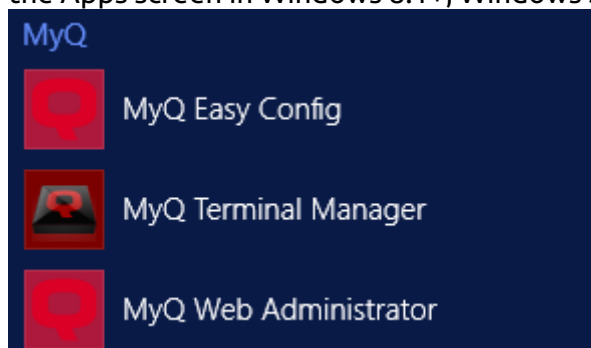 the Apps screen in Windows 8.1+, Windows
MyQ
MyQ Easy Config
MyQ Terminal Manager
MyQ Web Administrator